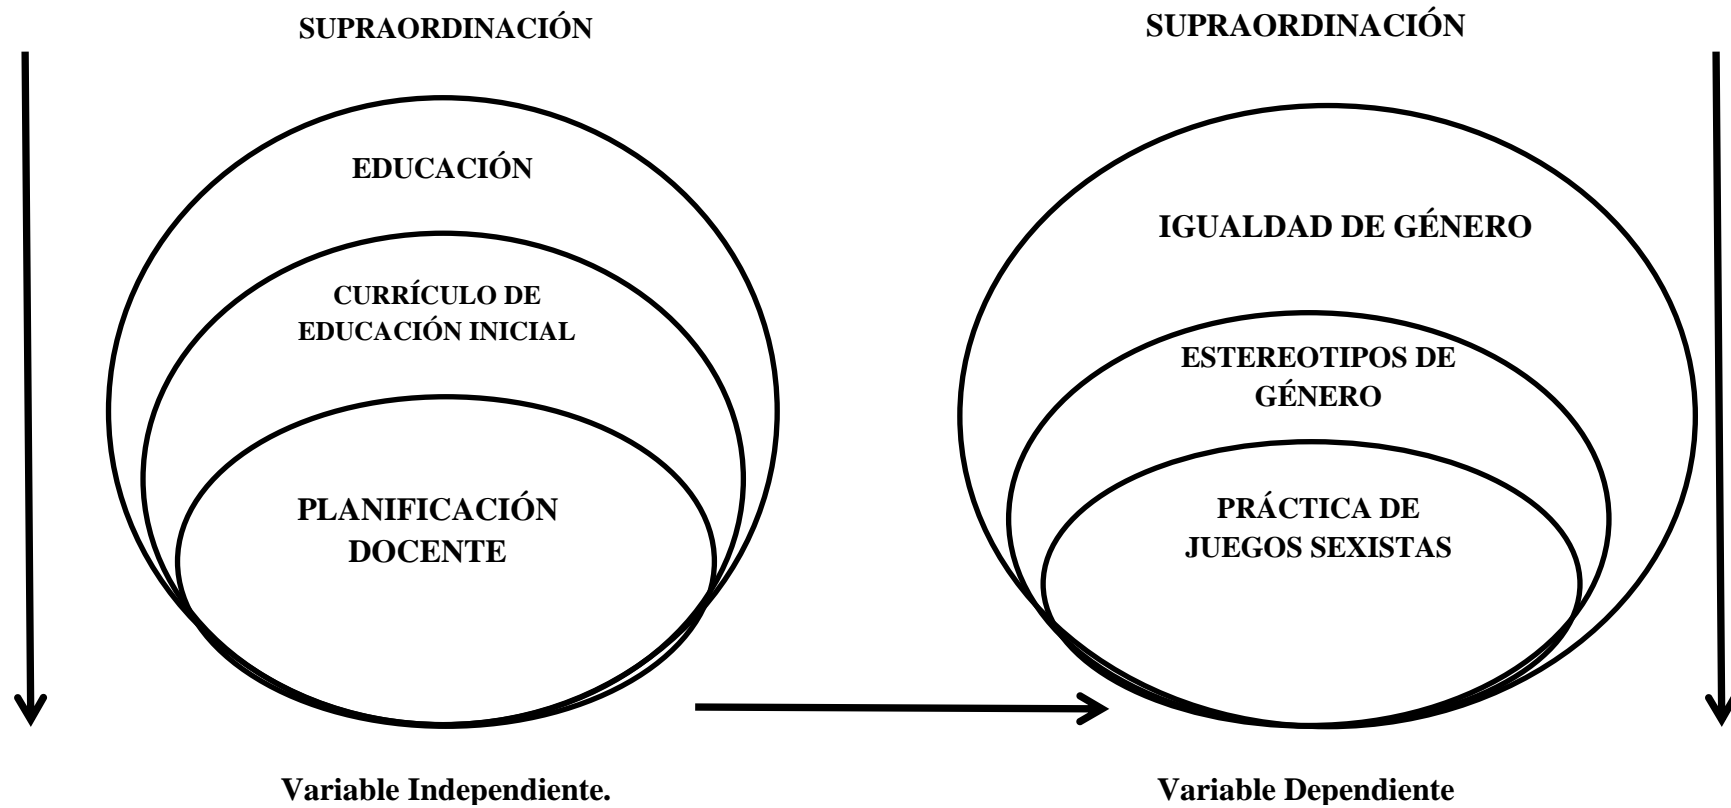 SUPRAORDINACIÓN
EDUCACIÓN
CURRÍCULO DE
EDUCACIÓN INICIAL
PLANIFICACIÓN
DOCENTE
Variable Independiente.
SUPRAORDINACIÓN
IGUALDAD DE GÉNERO
ESTEREOTIPOS DE
GÉNERO
PRÁCTICA DE
JUEGOS SEXISTAS
Variable Dependiente